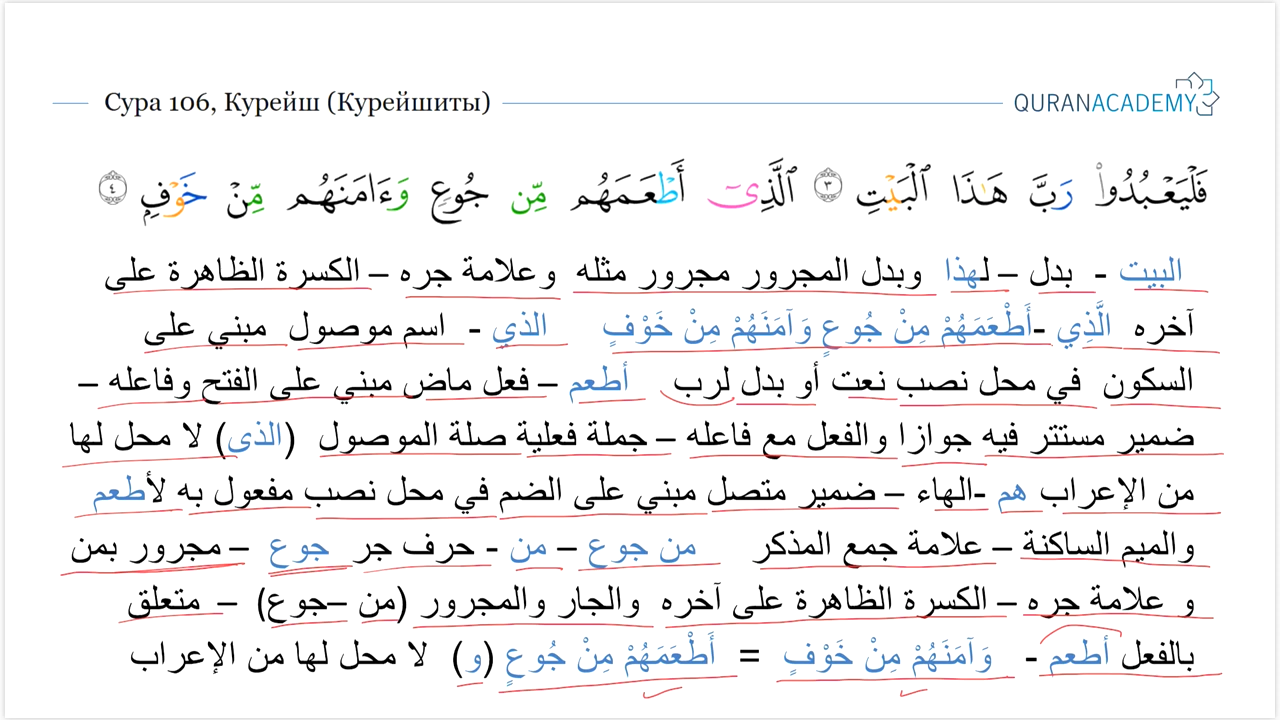 Сура 106, Курейш (Курейшиты)
QURANACADEMY
فَلْيَعْبُدُوا۟ رَبَّ هَـٰذَا ٱلْبَيْتِ ٣ ٱلَّذِىٓ أَطْعَمَهُم مِّن جُوعٍ وَءَامَنَهُم مِّنْ خَوْفٍۭ ٤
البيت - بدل – لهذا وبدل المجرور مجرور مثله وعلامة جره – الكسرة الظاهرة على
آخره الَّذِي -أَطْعَمَهُمْ مِنْ جُوعٍ وَآمَنَهُمْ مِنْ خَوْفٍ الذي - اسم موصول مبني على
السكون في محل نصب نعت أو بدل لرب أطعم – فعل ماض مبني على الفتح وفاعله –
ضمير مستتر فيه جوازا والفعل مع فاعله – جملة فعلية صلة الموصول (الذى) لا محل لها
من الإعراب هم -الهاء – ضمير متصل مبني على الضم في محل نصب مفعول به لأطعم
والميم الساكنة – علامة جمع المذكر من جوع – من - حرف جر جوع – مجرور بمن
و علامة جره – الكسرة الظاهرة على آخره والجار والمجرور (من –جوع) – متعلق
بالفعل أطعم - وَآمَنَهُمْ مِنْ خَوْفٍ = أَطْعَمَهُمْ مِنْ جُوعٍ (و) لا محل لها من الإعراب